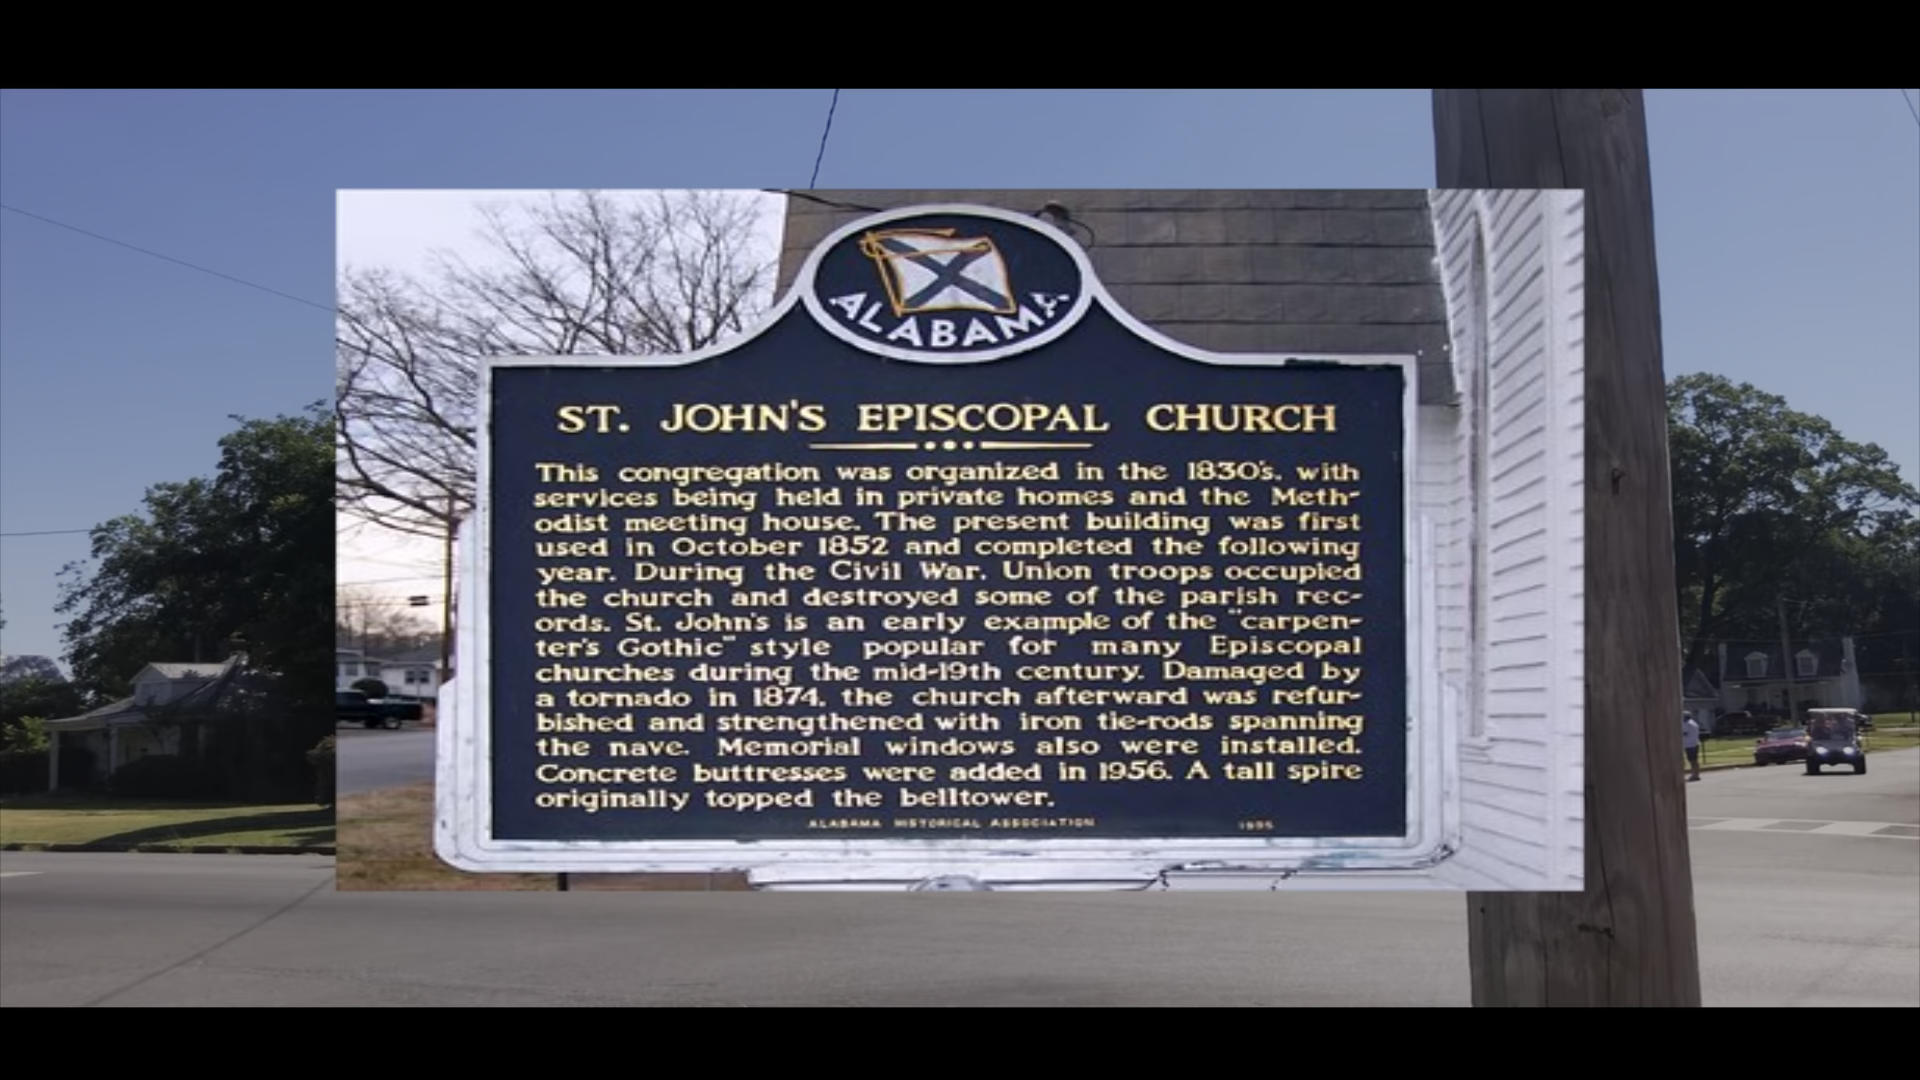 ALABAMA
ST. JOHN'S EPISCOPAL CHURCH
This congregation was organized in the 1830's, with
services being held in private homes and the Meth-
odist meeting house. The present building was first
used in October 1852 and completed the following
year. During the Civil War, Union troops occupied
the church and destroyed some of the parish rec-
ords. St. John's is an early example of the "carpen-
ter's Gothic" style popular for many Episcopal
churches during the mid-19th century. Damaged by
a tornado in 1874, the church afterward was refur-
bished and strengthened with iron tie-rods spanning
the nave. Memorial windows also were installed.
Concrete buttresses were added in 1956. A tall spire
originally topped the belltower.
ALABAMA HISTORICAL ASSOCIATION